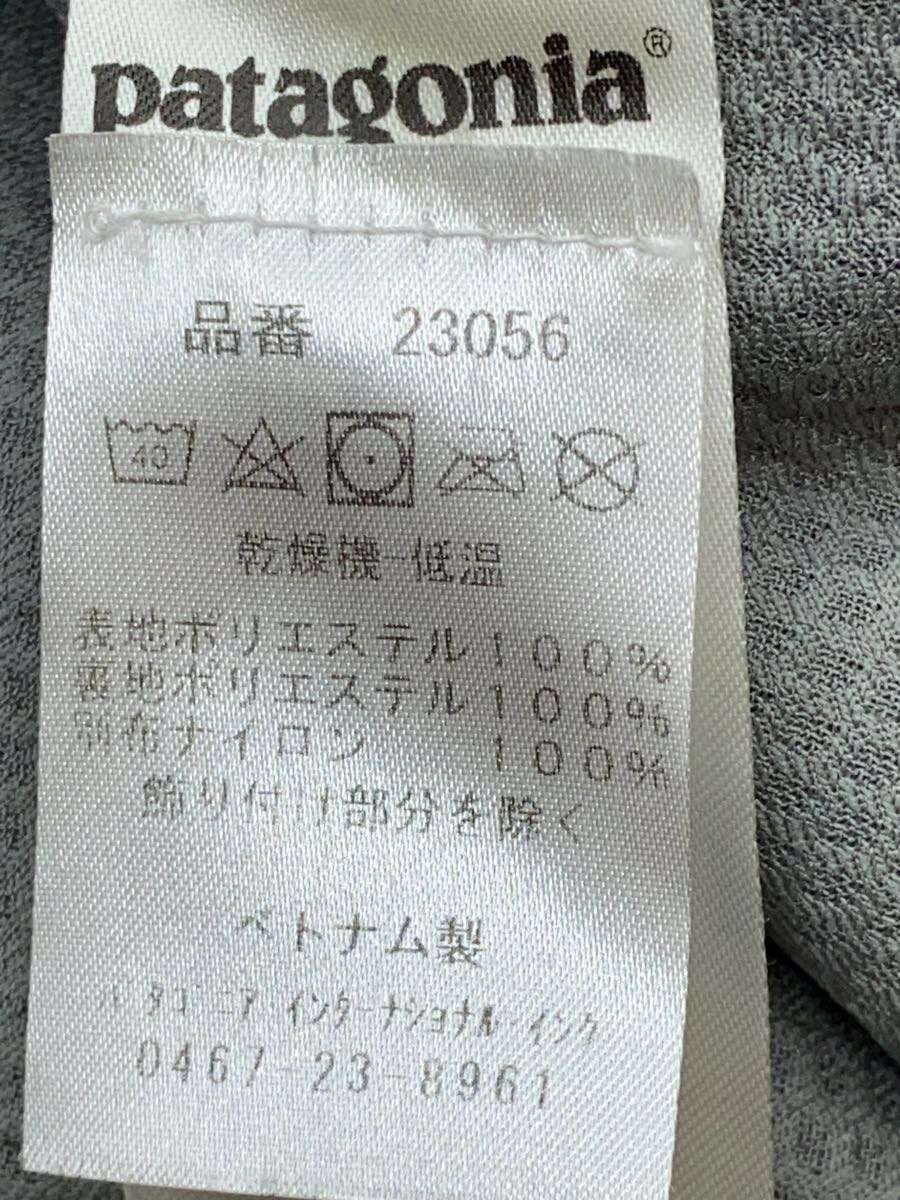 patagonia®
品番 23056
40
乾燥機-低温
表地ポリエステル100%
裏地ポリエステル100%
別布ナイロン 100%
飾り付け部分を除く
ベトナム製
パタゴニア インターナショナル・インク
0467-23-8961